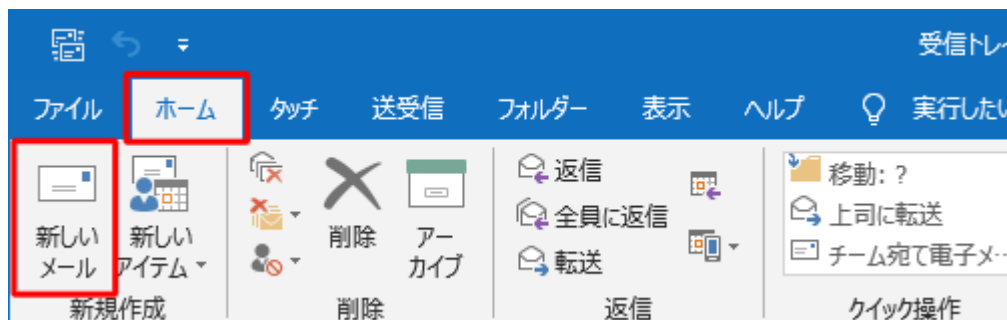 受信トレイ
ファイル ホーム タッチ 送受信 フォルダー 表示 ヘルプ 実行したい
新しい
メール
新しい
アイテム
新規作成
削除
アー
カイブ
削除
返信
全員に返信
転送
返信
移動: ?
上司に転送
チーム宛て電子メ…
クイック操作